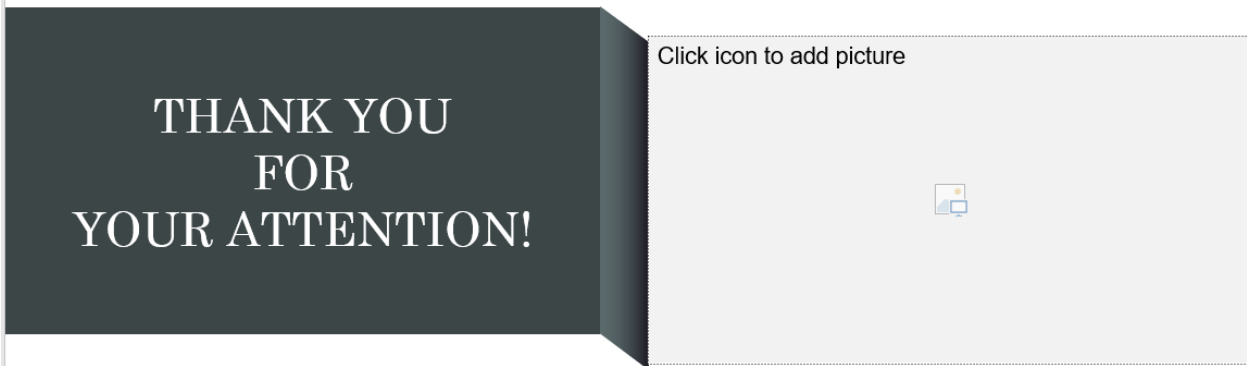 THANK YOU
FOR
YOUR ATTENTION!
Click icon to add picture